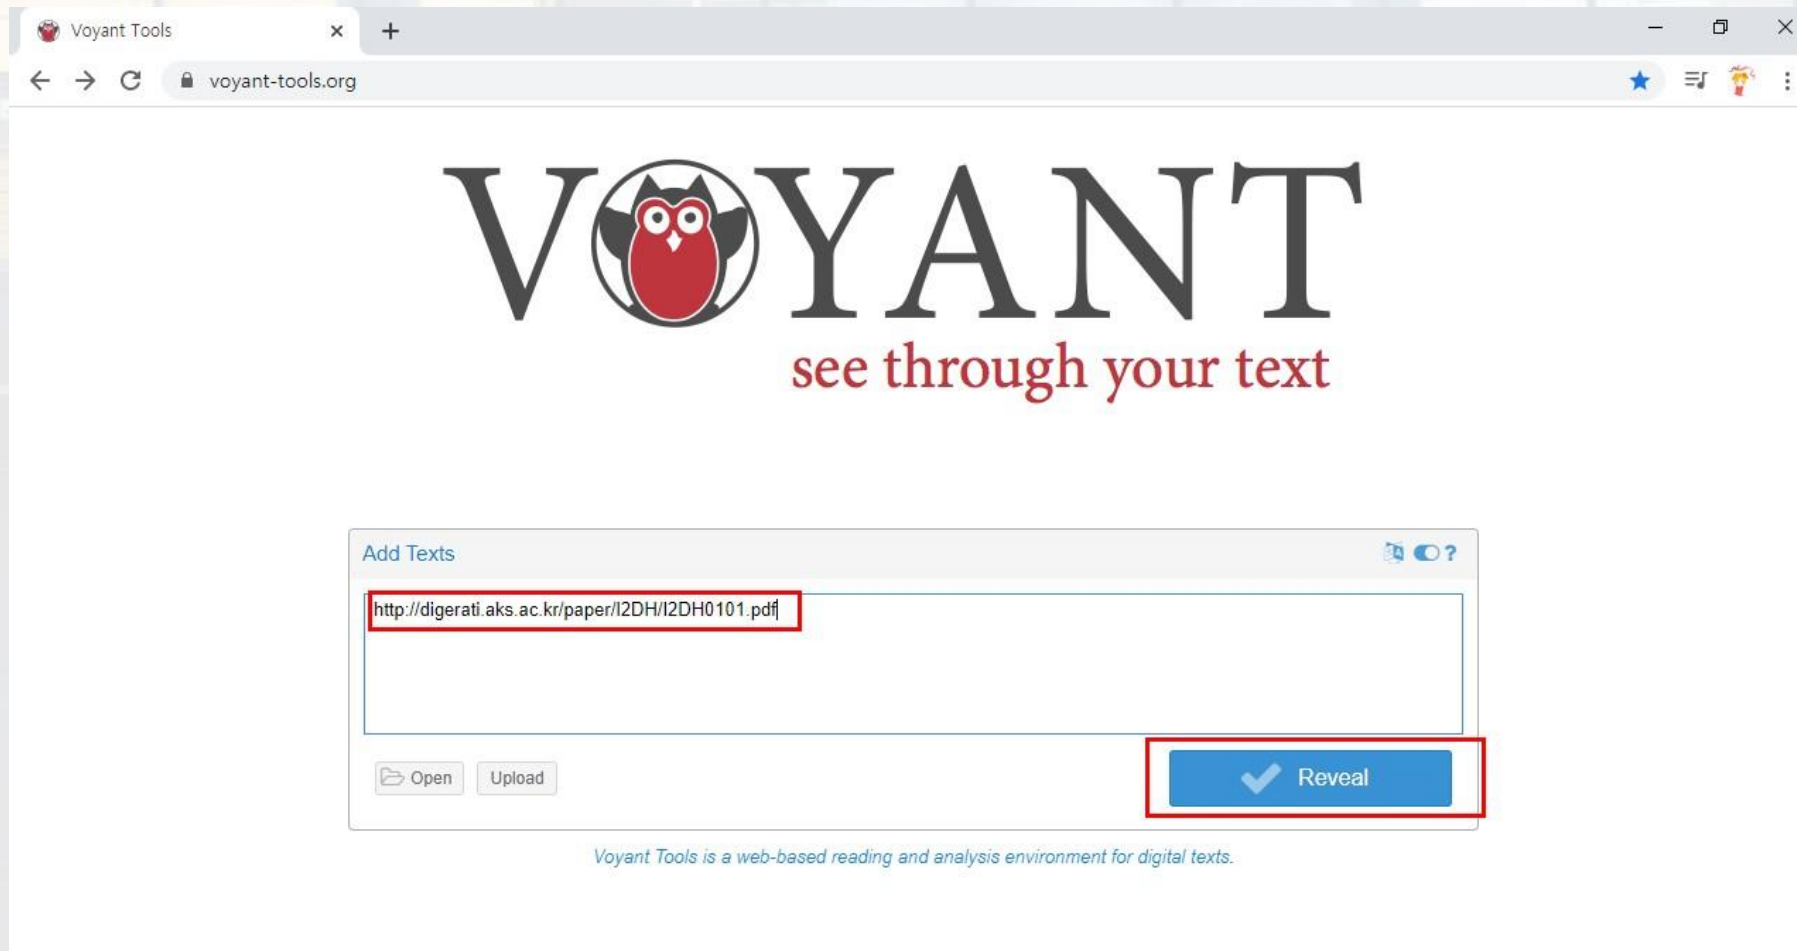 Voyant Tools
voyant-tools.org
VOYANT
see through your text
Add Texts
?
http://digerati.aks.ac.kr/paper/I2DH/I2DH0101.pdf
Open Upload Reveal
Voyant Tools is a web-based reading and analysis environment for digital texts.